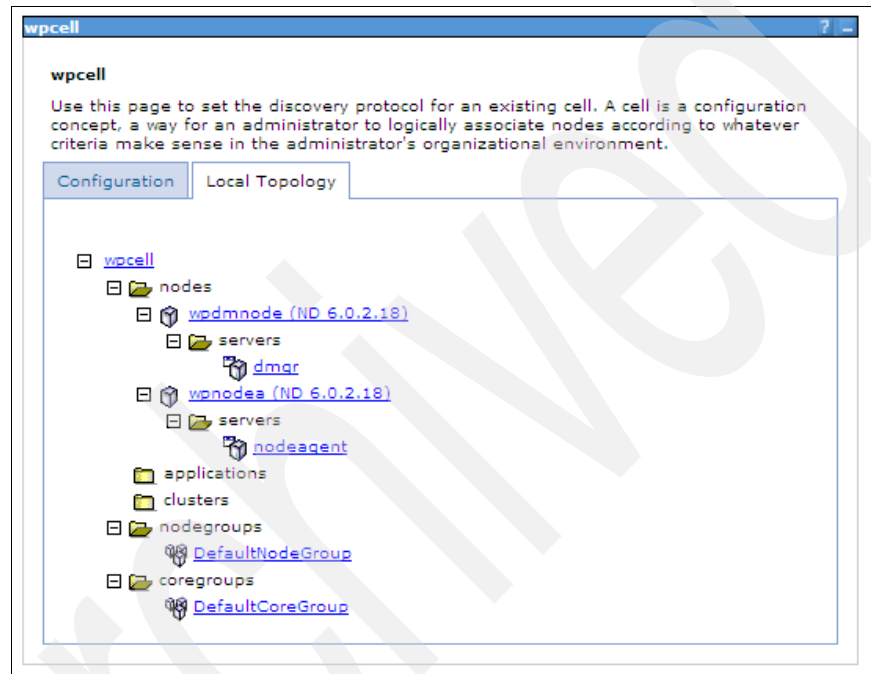 wpcell ? -
wpcell
Use this page to set the discovery protocol for an existing cell. A cell is a configuration
concept, a way for an administrator to logically associate nodes according to whatever
criteria make sense in the administrator's organizational environment.
Configuration Local Topology
wpcell
nodes
wpdmnode (ND 6.0.2.18)
servers
dmgr
wpnodea (ND 6.0.2.18)
servers
nodeagent
applications
clusters
nodegroups
DefaultNodeGroup
coregroups
DefaultCoreGroup
rchived